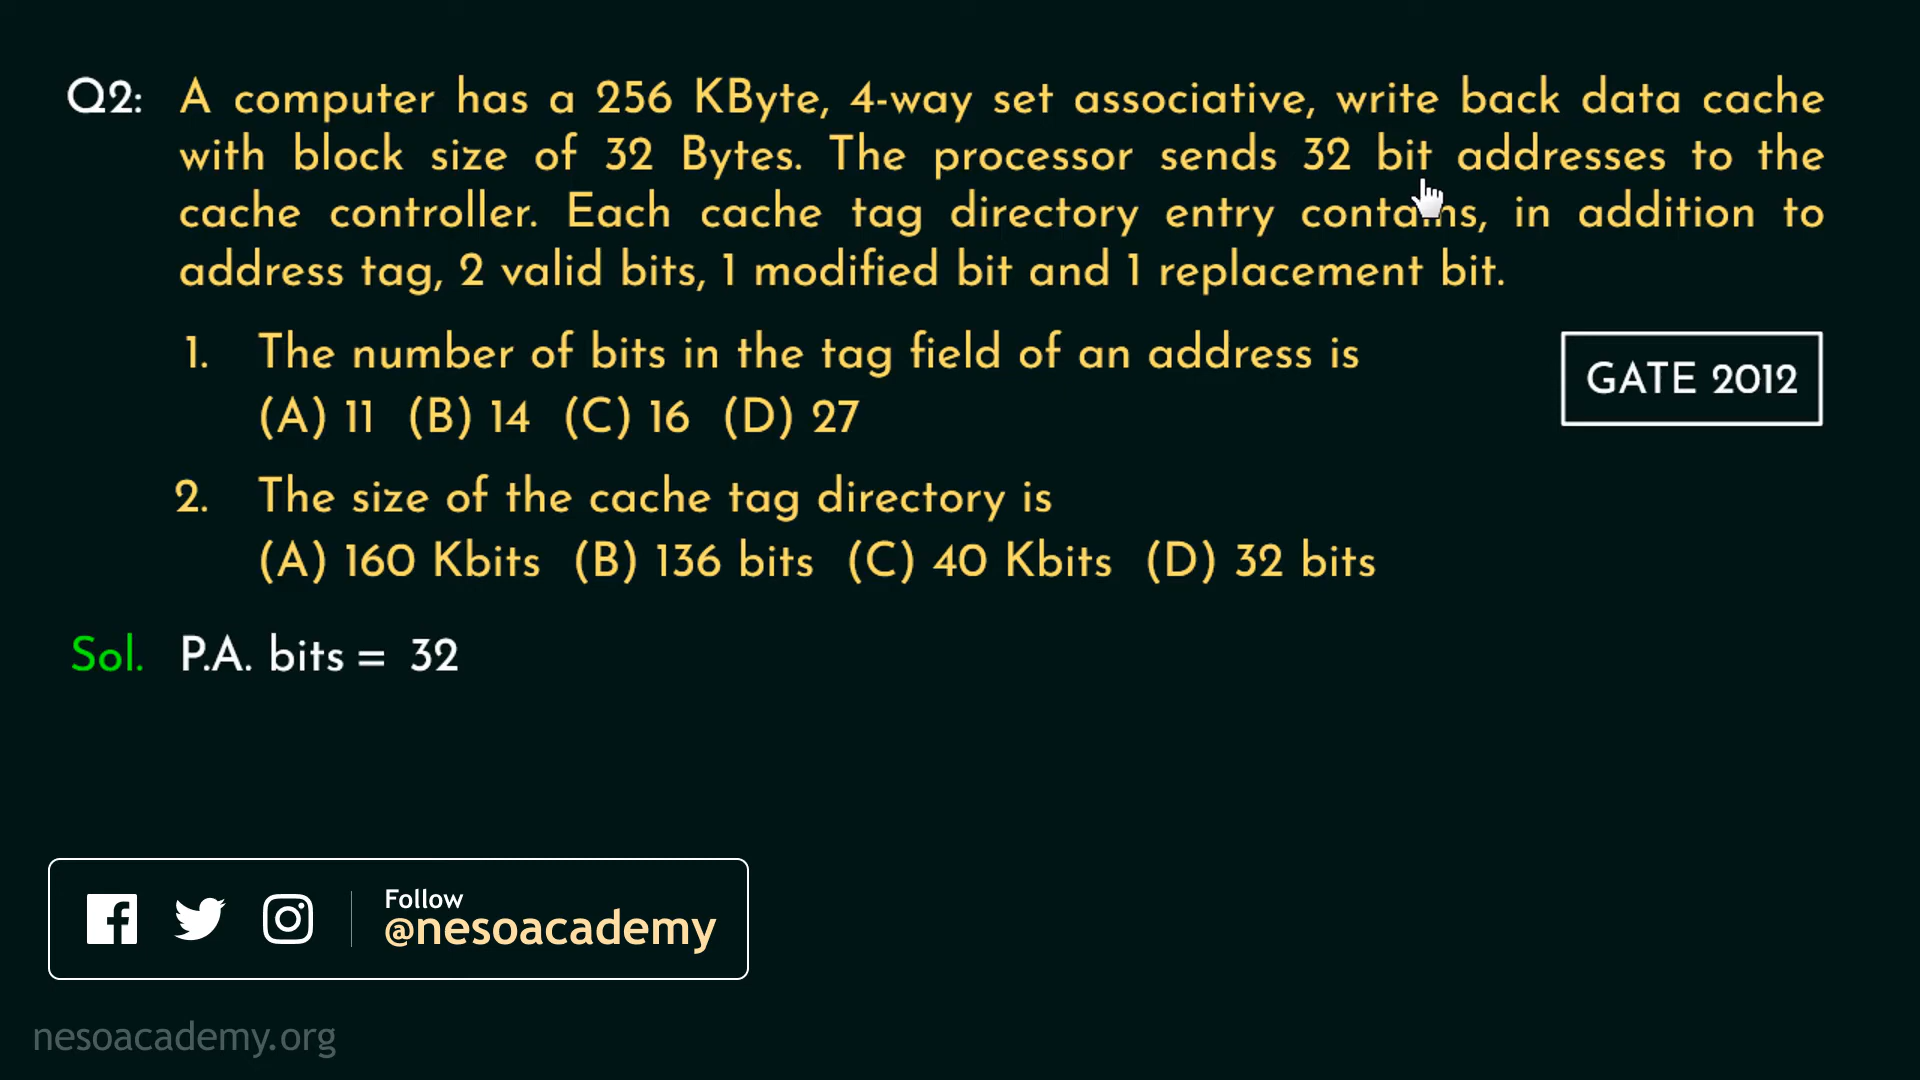 Q2: A computer has a 256 KByte, 4-way set associative, write back data cache
with block size of 32 Bytes. The processor sends 32 bit addresses to the
cache controller. Each cache tag directory entry contains, in addition to
address tag, 2 valid bits, 1 modified bit and 1 replacement bit.
1. The number of bits in the tag field of an address is
(A) 11 (B) 14 (C) 16 (D) 27
GATE 2012
2. The size of the cache tag directory is
(A) 160 Kbits (B) 136 bits (C) 40 Kbits (D) 32 bits
Sol. P.A. bits = 32
Follow
@nesoacademy
nesoacademy.org